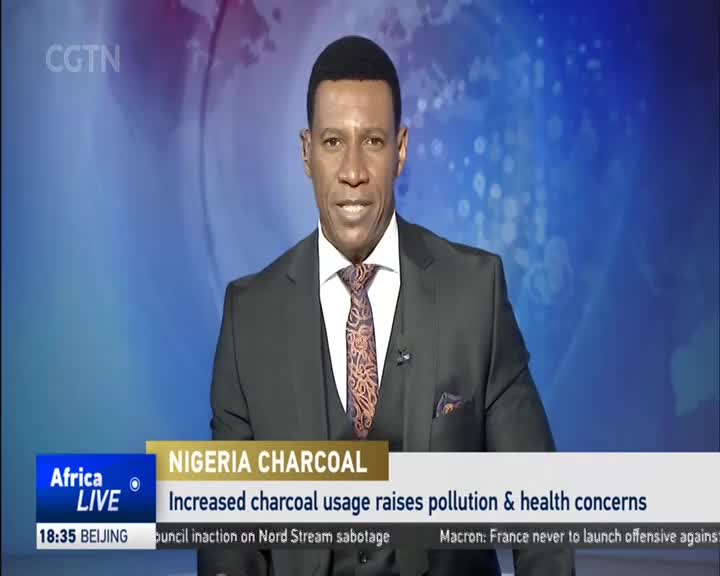 CGTN
NIGERIA CHARCOAL
Africa
LIVE
Increased charcoal usage raises pollution & health concerns
18:35 BEIJING
ouncil inaction on Nord Stream sabotage
Macron: France never to launch offensive against